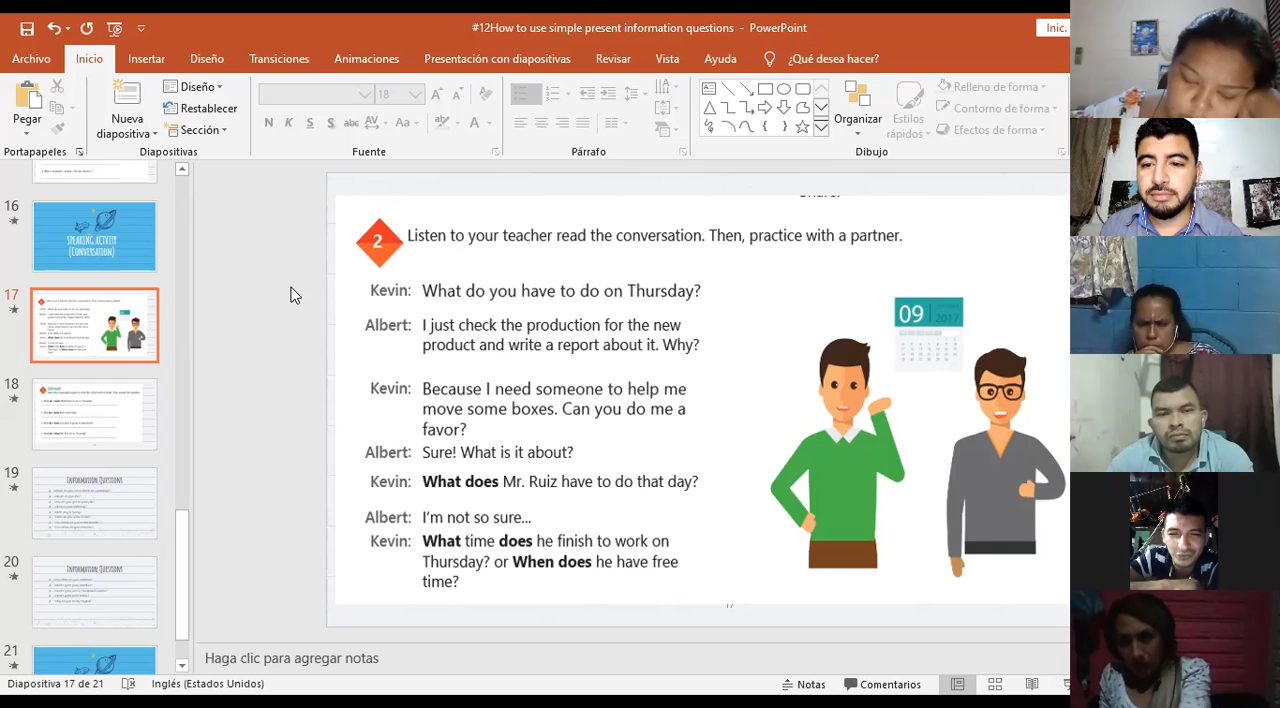 #12How to use simple present information questions - PowerPoint
Inic.
Archivo Inicio Insertar Diseño Transiciones Animaciones Presentación con diapositivas Revisar Vista Ayuda ¿Qué desea hacer?
Pegar
Nueva diapositiva
Diseño
Restablecer
Sección
18
N K S S abc AV Aa A
Organizar
Estilos rápidos
Relleno de forma
Contorno de forma
Efectos de forma
Portapapeles Diapositivas Fuente Párrafo Dibujo
16
SPEAKING ACTIVITY
(CONVERSATION)
17
18
19
INFORMATION QUESTIONS
20
INFORMATION QUESTIONS
21
2 Listen to your teacher read the conversation. Then, practice with a partner.
Kevin: What do you have to do on Thursday?
Albert: I just check the production for the new
product and write a report about it. Why?
Kevin: Because I need someone to help me
move some boxes. Can you do me a
favor?
Albert: Sure! What is it about?
Kevin: What does Mr. Ruiz have to do that day?
Albert: I'm not so sure...
Kevin: What time does he finish to work on
Thursday? or When does he have free
time?
09 2017
17
Haga clic para agregar notas
Diapositiva 17 de 21 Inglés (Estados Unidos) Notas Comentarios